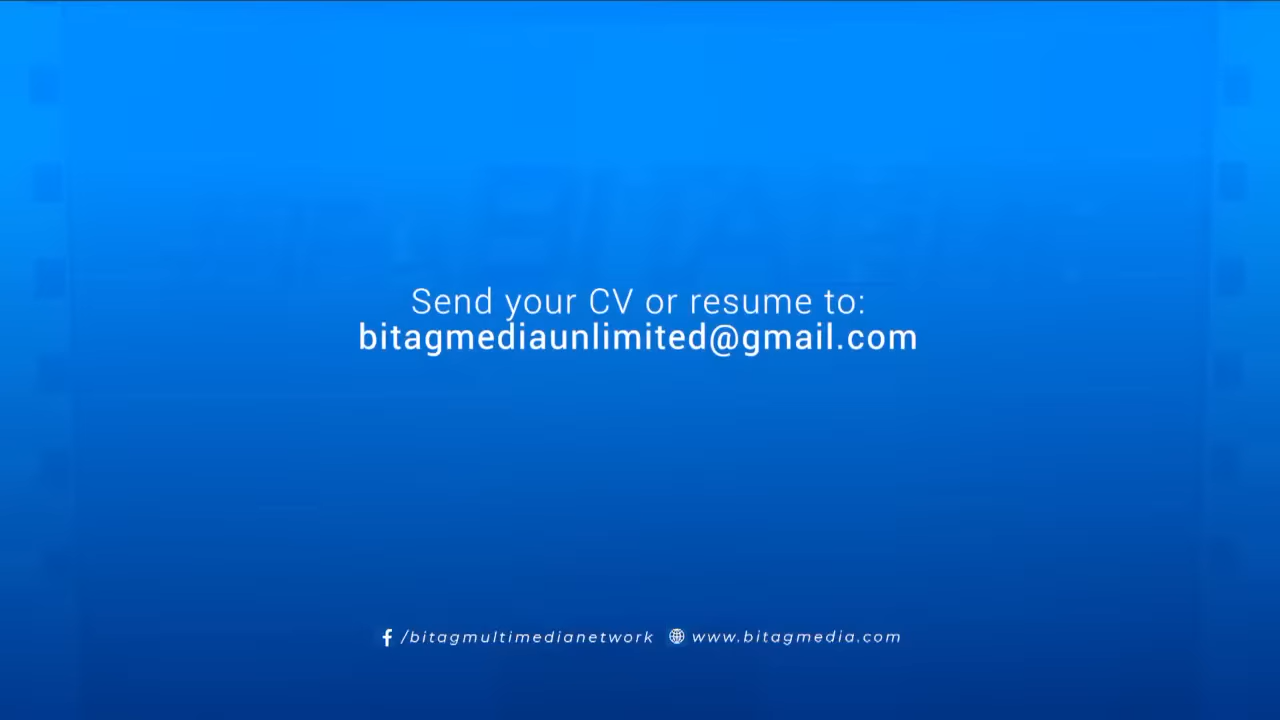 Send your CV or resume to:
bitagmediaunlimited@gmail.com
/bitagmultimedianetwork www.bitagmedia.com